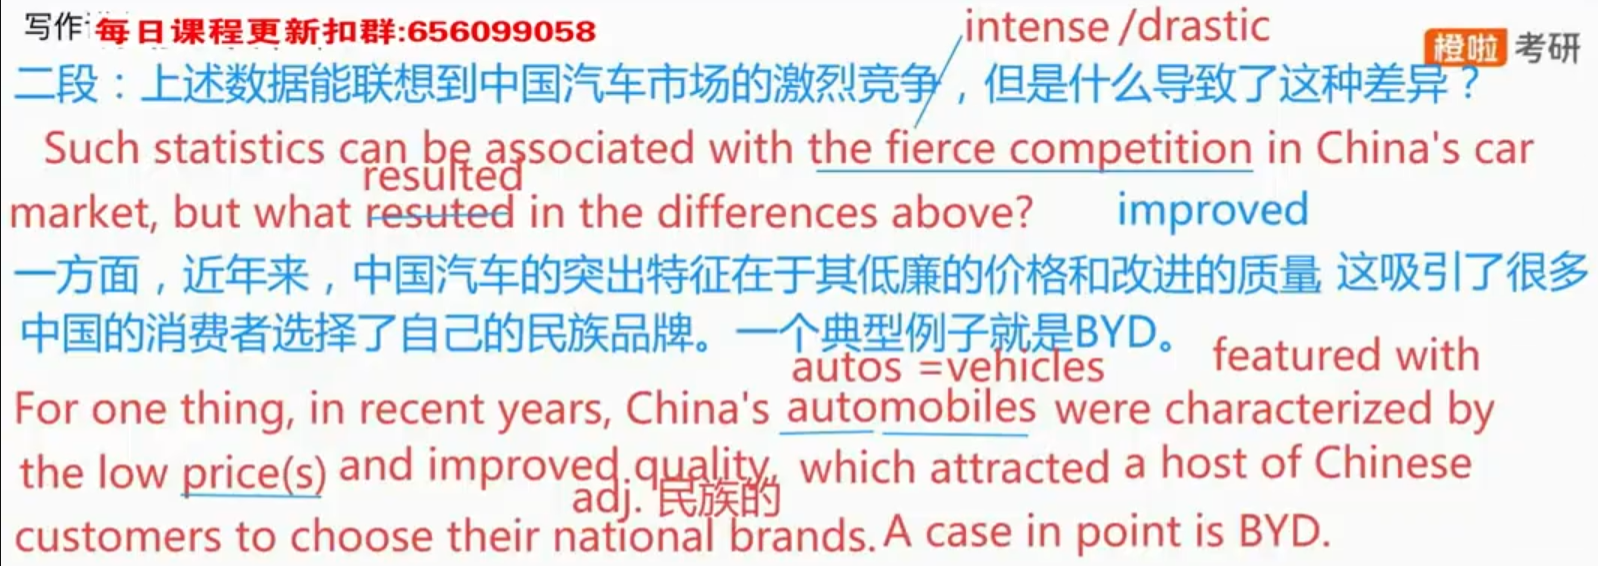 写作
每日课程更新扣群:656099058
intense /drastic
橙啦 考研
二段：上述数据能联想到中国汽车市场的激烈竞争，但是什么导致了这种差异？
Such statistics can be associated with the fierce competition in China's car
resulted
market, but what resuted in the differences above?
improved
一方面，近年来，中国汽车的突出特征在于其低廉的价格和改进的质量 这吸引了很多
中国的消费者选择了自己的民族品牌。一个典型例子就是BYD。
autos =vehicles
featured with
For one thing, in recent years, China's automobiles were characterized by
the low price(s) and improved quality, which attracted a host of Chinese
adj. 民族的
customers to choose their national brands. A case in point is BYD.